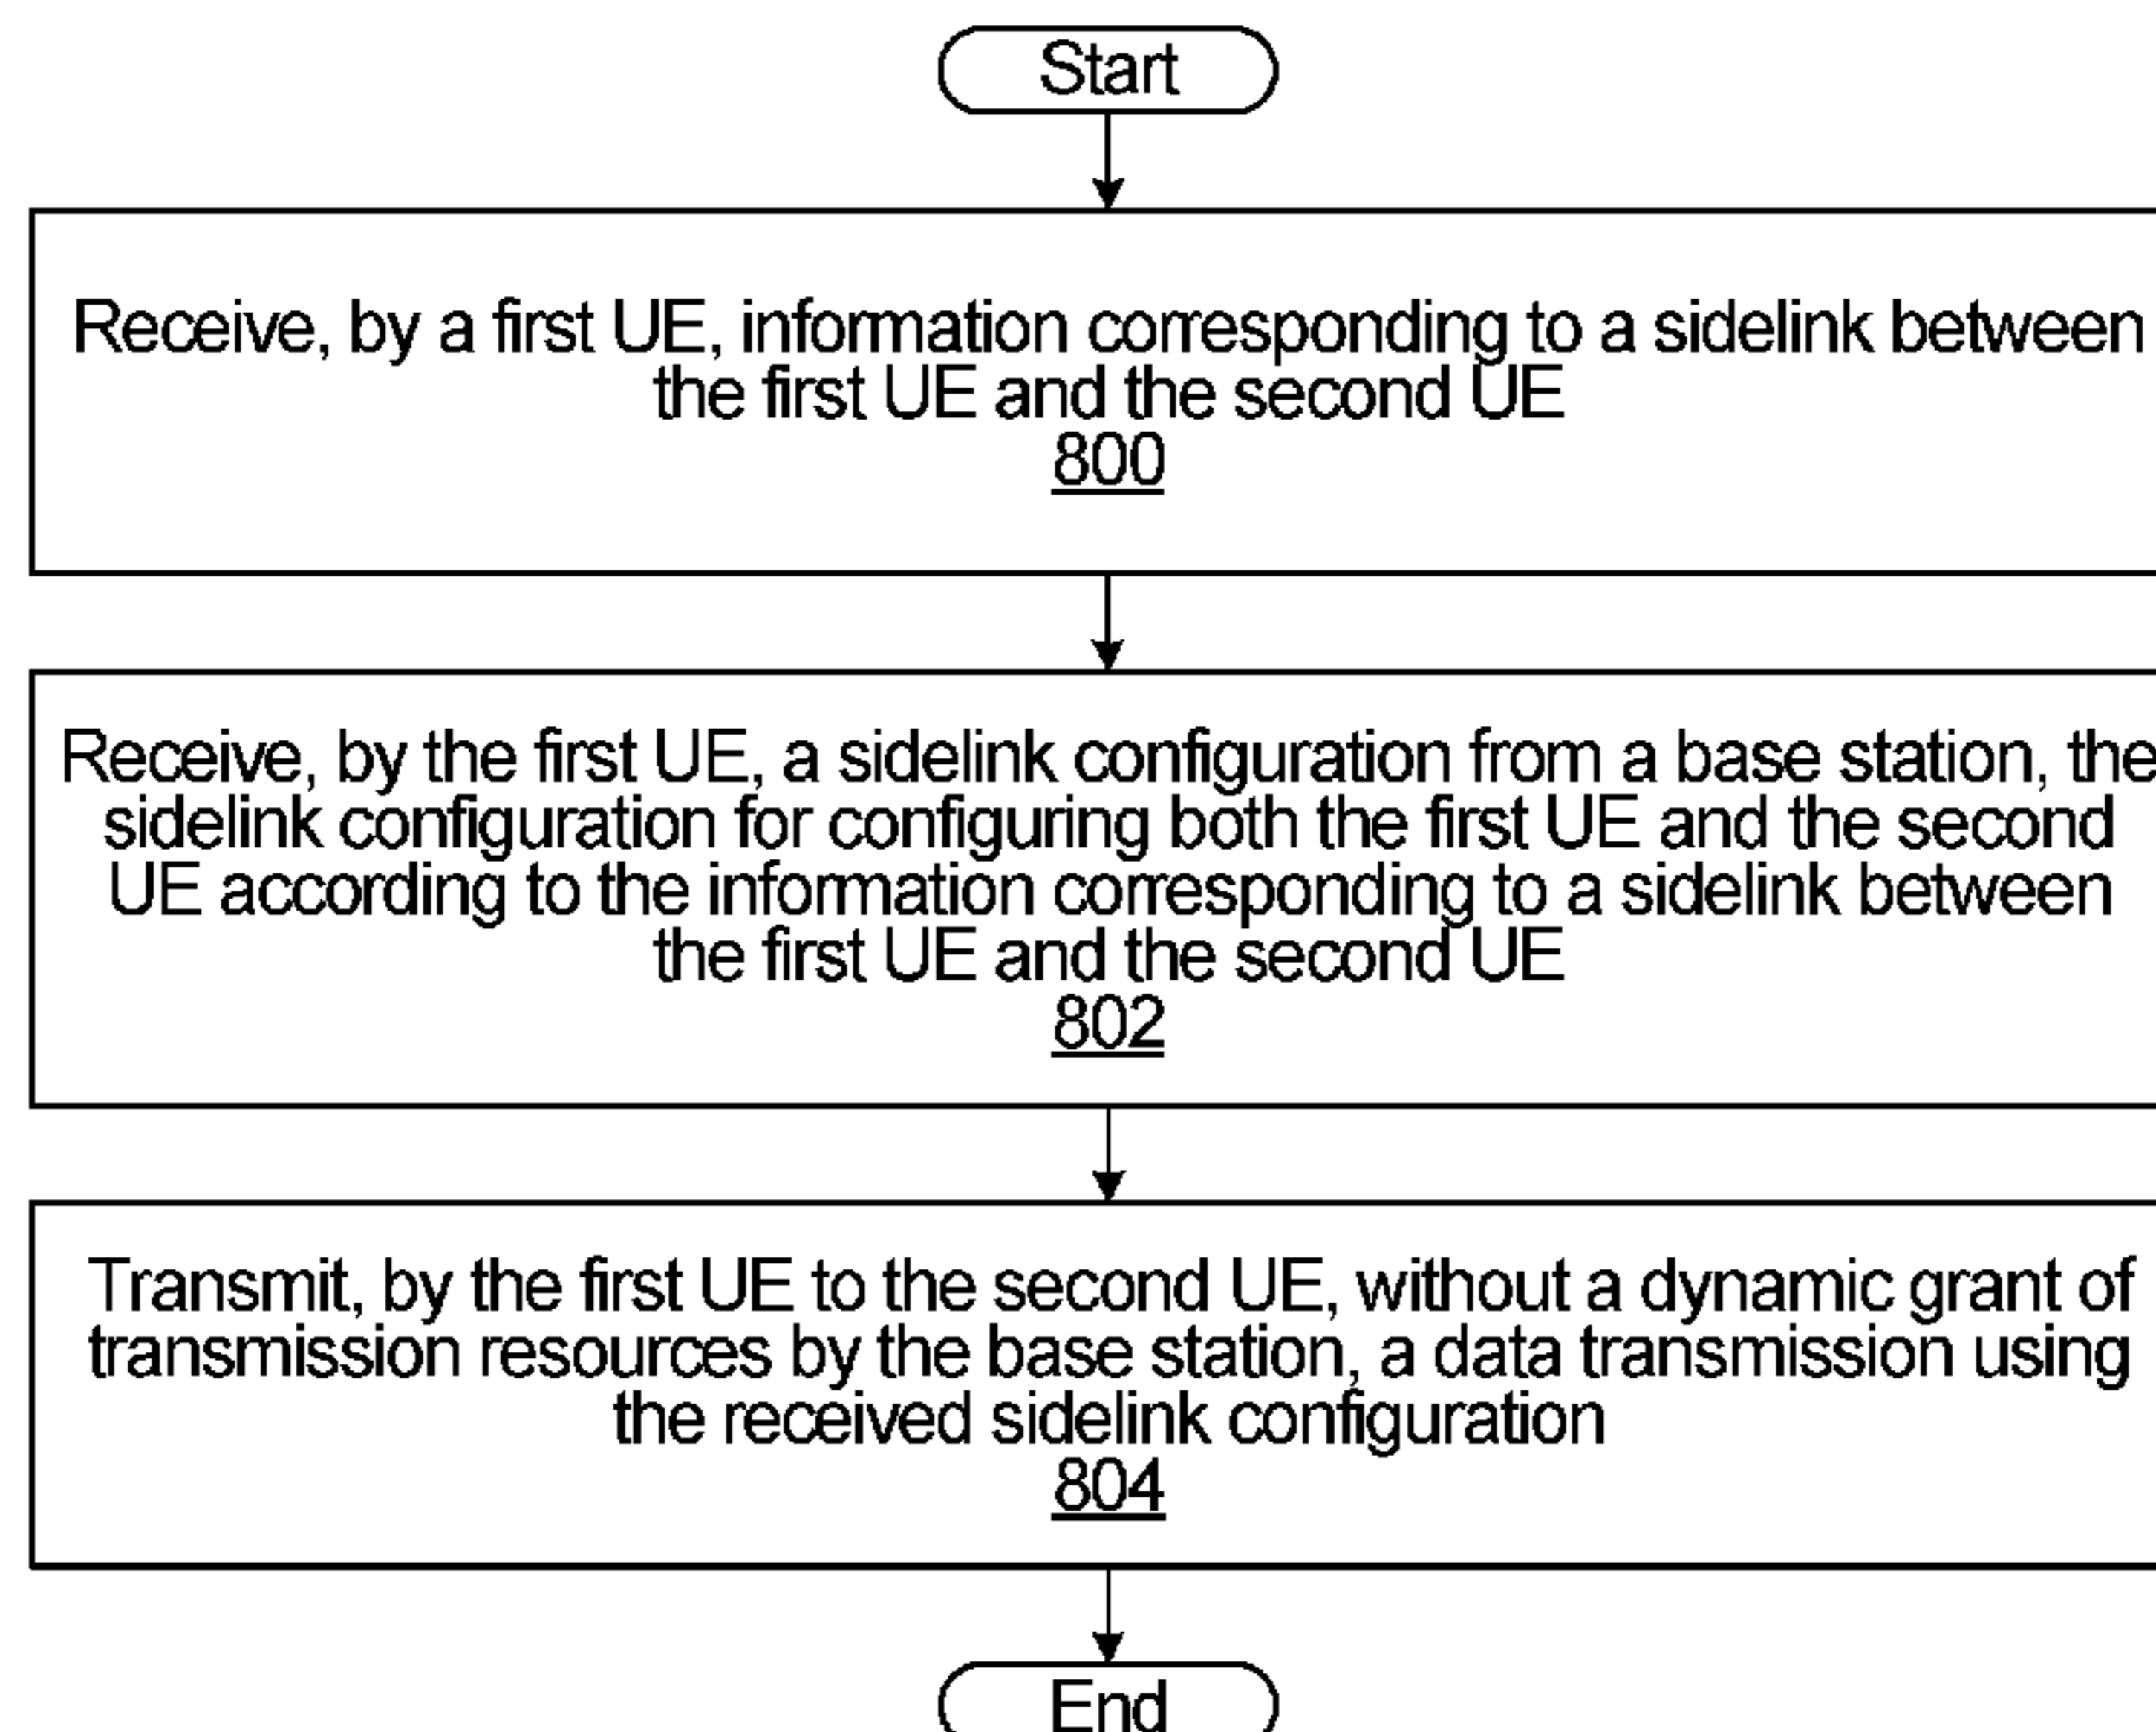 Start
Receive, by a first UE, information corresponding to a sidelink between
the first UE and the second UE
800
Receive, by the first UE, a sidelink configuration from a base station, the
sidelink configuration for configuring both the first UE and the second
UE according to the information corresponding to a sidelink between
the first UE and the second UE
802
Transmit, by the first UE to the second UE, without a dynamic grant of
transmission resources by the base station, a data transmission using
the received sidelink configuration
804
End